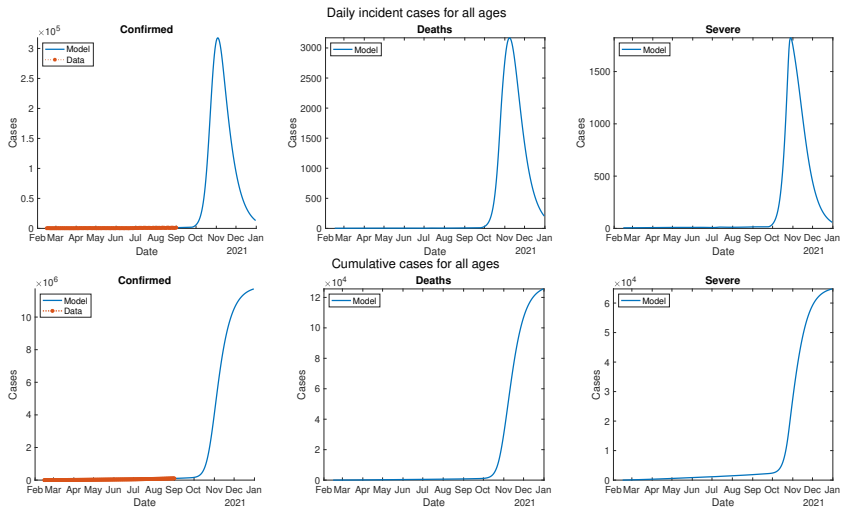 Daily incident cases for all ages
Confirmed
Deaths
Severe
×10⁵
Model
Data
Model
Model
3
2.5
2
1.5
1
0.5
0
3000
2500
2000
1500
1000
500
0
1500
1000
500
0
Cases
Cases
Cases
Feb Mar Apr May Jun Jul Aug Sep Oct Nov Dec Jan
Feb Mar Apr May Jun Jul Aug Sep Oct Nov Dec Jan
Feb Mar Apr May Jun Jul Aug Sep Oct Nov Dec Jan
Date 2021
Date 2021
Date 2021
Cumulative cases for all ages
Confirmed
Deaths
Severe
×10⁶
×10⁴
×10⁴
Model
Data
Model
Model
10
8
6
4
2
0
12
10
8
6
4
2
0
6
5
4
3
2
1
0
Cases
Cases
Cases
Feb Mar Apr May Jun Jul Aug Sep Oct Nov Dec Jan
Feb Mar Apr May Jun Jul Aug Sep Oct Nov Dec Jan
Feb Mar Apr May Jun Jul Aug Sep Oct Nov Dec Jan
Date 2021
Date 2021
Date 2021